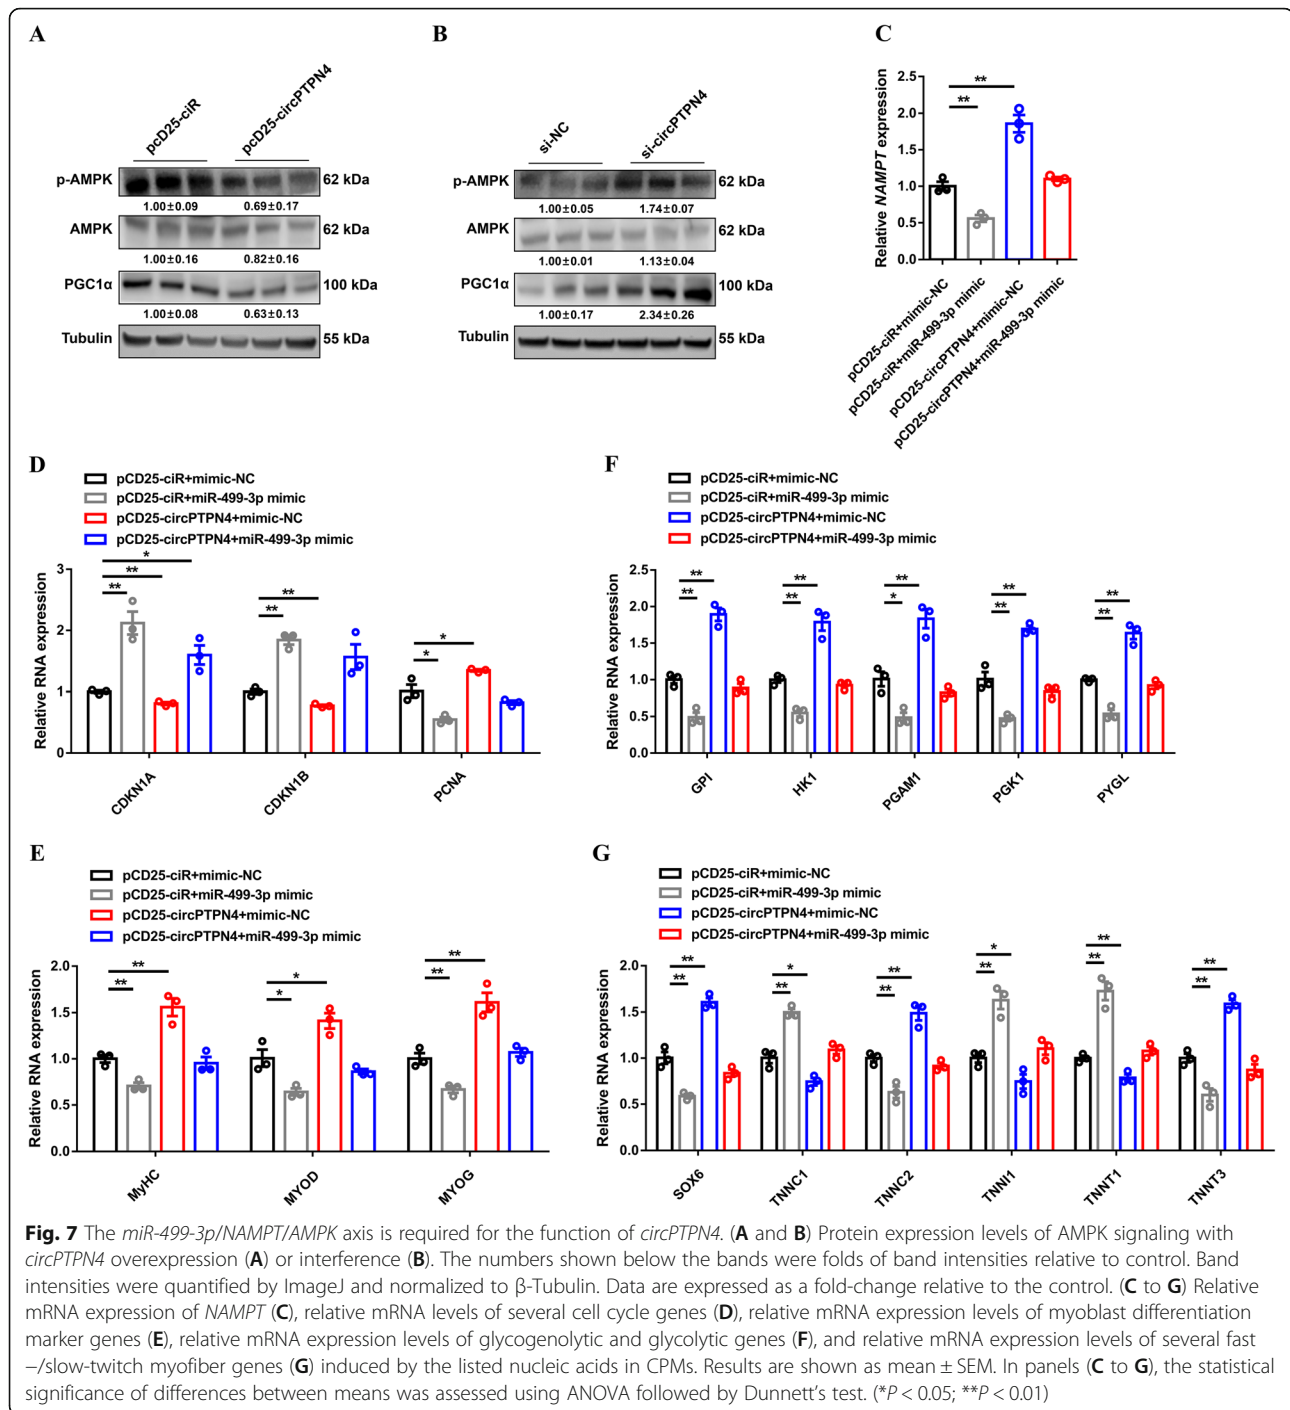 A
pcD25-ciR
pcD25-circPTPN4
p-AMPK
62 kDa
1.00±0.09
0.69±0.17
AMPK
62 kDa
1.00±0.16
0.82±0.16
PGC1α
100 kDa
1.00±0.08
0.63±0.13
Tubulin
55 kDa
B
si-NC
si-circPTPN4
p-AMPK
62 kDa
1.00±0.05
1.74±0.07
AMPK
62 kDa
1.00±0.01
1.13±0.04
PGC1α
100 kDa
1.00±0.17
2.34±0.26
Tubulin
55 kDa
C
Relative NAMPT expression
2.5
2.0
1.5
1.0
0.5
0.0
**
**
pCD25-ciR+mimic-NC
pCD25-ciR+miR-499-3p mimic
pCD25-circPTPN4+mimic-NC
pCD25-circPTPN4+miR-499-3p mimic
D
pCD25-ciR+mimic-NC
pCD25-ciR+miR-499-3p mimic
pCD25-circPTPN4+mimic-NC
pCD25-circPTPN4+miR-499-3p mimic
Relative RNA expression
3
2
1
0
*
**
**
**
**
*
*
CDKN1A
CDKN1B
PCNA
F
pCD25-ciR+mimic-NC
pCD25-ciR+miR-499-3p mimic
pCD25-circPTPN4+mimic-NC
pCD25-circPTPN4+miR-499-3p mimic
Relative RNA expression
2.5
2.0
1.5
1.0
0.5
0.0
**
**
**
**
**
*
**
**
**
**
GPI
HK1
PGAM1
PGK1
PYGL
E
pCD25-ciR+mimic-NC
pCD25-ciR+miR-499-3p mimic
pCD25-circPTPN4+mimic-NC
pCD25-circPTPN4+miR-499-3p mimic
Relative RNA expression
2.0
1.5
1.0
0.5
0.0
**
**
*
*
**
**
MyHC
MYOD
MYOG
G
pCD25-ciR+mimic-NC
pCD25-ciR+miR-499-3p mimic
pCD25-circPTPN4+mimic-NC
pCD25-circPTPN4+miR-499-3p mimic
Relative RNA expression
2.0
1.5
1.0
0.5
0.0
**
**
*
**
**
**
*
**
**
**
**
**
SOX6
TNNC1
TNNC2
TNNI1
TNNT1
TNNT3
Fig. 7 The miR-499-3p/NAMPT/AMPK axis is required for the function of circPTPN4. (A and B) Protein expression levels of AMPK signaling with
circPTPN4 overexpression (A) or interference (B). The numbers shown below the bands were folds of band intensities relative to control. Band
intensities were quantified by ImageJ and normalized to β-Tubulin. Data are expressed as a fold-change relative to the control. (C to G) Relative
mRNA expression of NAMPT (C), relative mRNA levels of several cell cycle genes (D), relative mRNA expression levels of myoblast differentiation
marker genes (E), relative mRNA expression levels of glycogenolytic and glycolytic genes (F), and relative mRNA expression levels of several fast
−/slow-twitch myofiber genes (G) induced by the listed nucleic acids in CPMs. Results are shown as mean ± SEM. In panels (C to G), the statistical
significance of differences between means was assessed using ANOVA followed by Dunnett's test. (*P < 0.05; **P < 0.01)